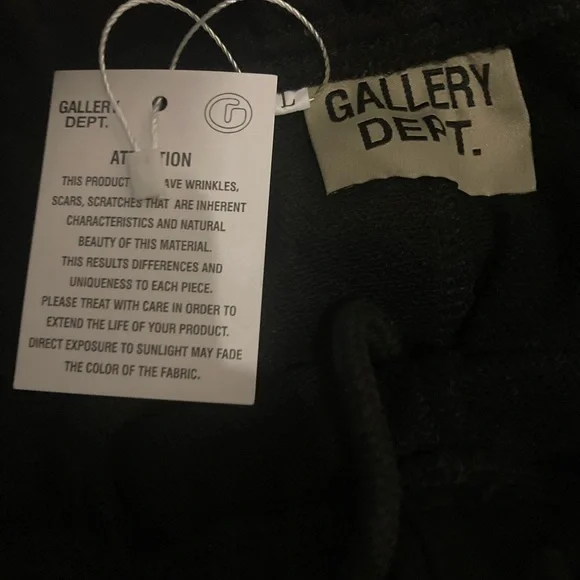 GALLERY
DEPT.
G
ATTENTION
THIS PRODUCT AVE WRINKLES,
SCARS, SCRATCHES THAT ARE INHERENT
CHARACTERISTICS AND NATURAL
BEAUTY OF THIS MATERIAL.
THIS RESULTS DIFFERENCES AND
UNIQUENESS TO EACH PIECE.
PLEASE TREAT WITH CARE IN ORDER TO
EXTEND THE LIFE OF YOUR PRODUCT.
DIRECT EXPOSURE TO SUNLIGHT MAY FADE
THE COLOR OF THE FABRIC.
L
GALLERY
DEPT.